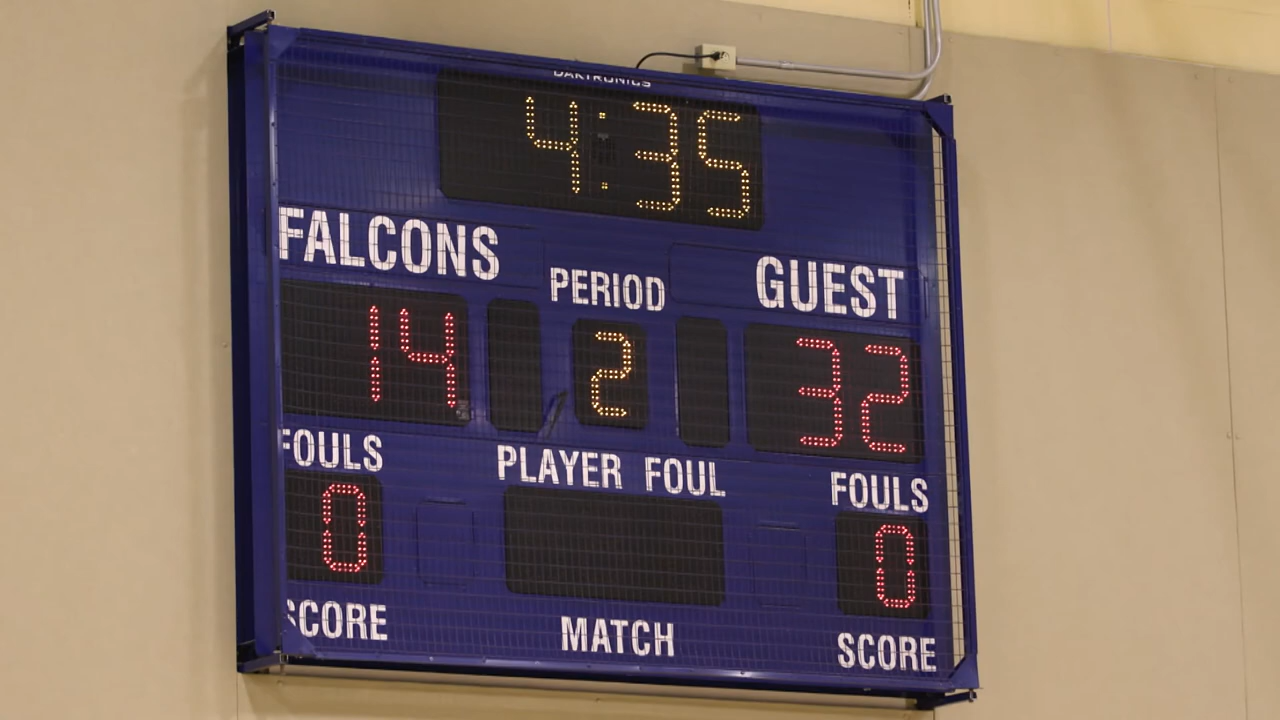 DAKTRONICS
4:35
FALCONS PERIOD GUEST
14 2 32
FOULS PLAYER FOUL FOULS
0 0
SCORE MATCH SCORE